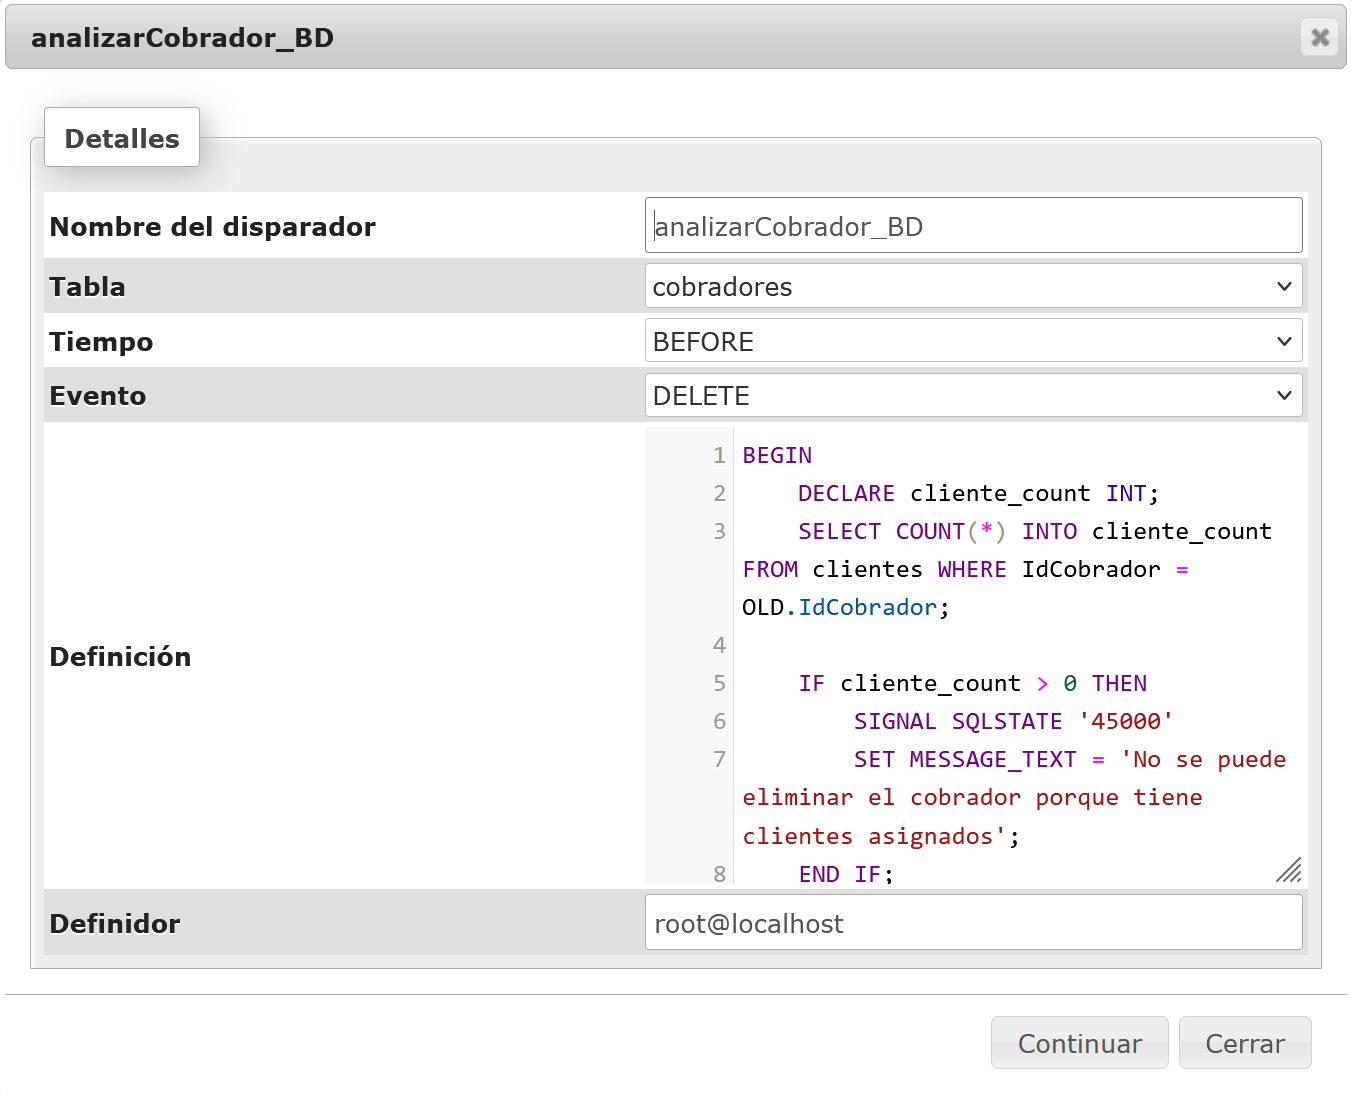 analizarCobrador_BD
Detalles
Nombre del disparador
analizarCobrador_BD
Tabla
cobradores
Tiempo
BEFORE
Evento
DELETE
Definición
1 BEGIN
2 DECLARE cliente_count INT;
3 SELECT COUNT(*) INTO cliente_count
FROM clientes WHERE IdCobrador =
OLD.IdCobrador;
4
5 IF cliente_count > 0 THEN
6 SIGNAL SQLSTATE '45000'
7 SET MESSAGE_TEXT = 'No se puede
eliminar el cobrador porque tiene
clientes asignados';
8 END IF;
Definidor
root@localhost
Continuar
Cerrar